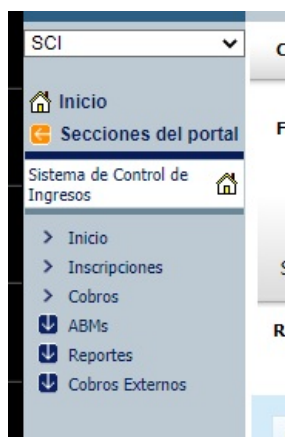 SCI
Inicio
Secciones del portal
Sistema de Control de
Ingresos
Inicio
Inscripciones
Cobros
ABMs
Reportes
Cobros Externos
C
F
S
R